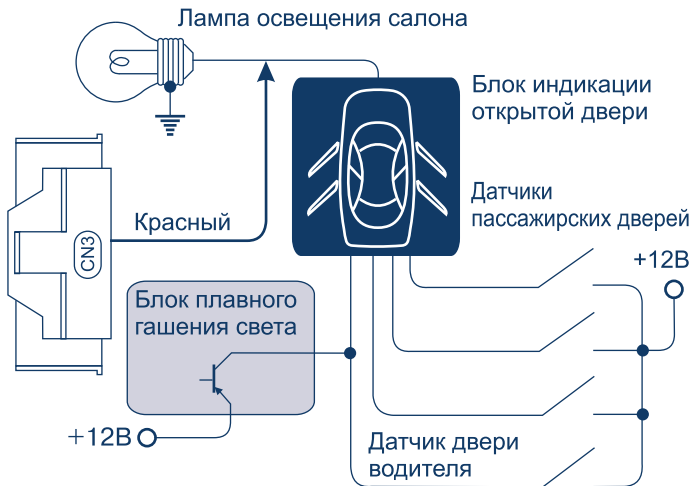 Лампа освещения салона
Блок индикации
открытой двери
Датчики
пассажирских дверей
+12В
Красный
CN3
Блок плавного
гашения света
+12В
Датчик двери
водителя